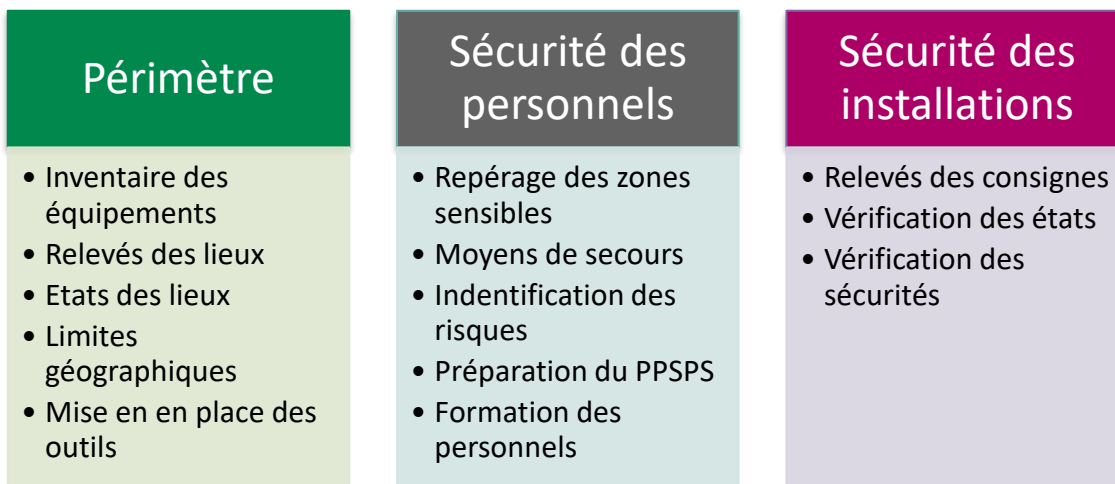 Périmètre
• Inventaire des
équipements
• Relevés des lieux
• Etats des lieux
• Limites
géographiques
• Mise en en place des
outils
Sécurité des
personnels
• Repérage des zones
sensibles
• Moyens de secours
• Indentification des
risques
• Préparation du PPSPS
• Formation des
personnels
Sécurité des
installations
• Relevés des consignes
• Vérification des états
• Vérification des
sécurités